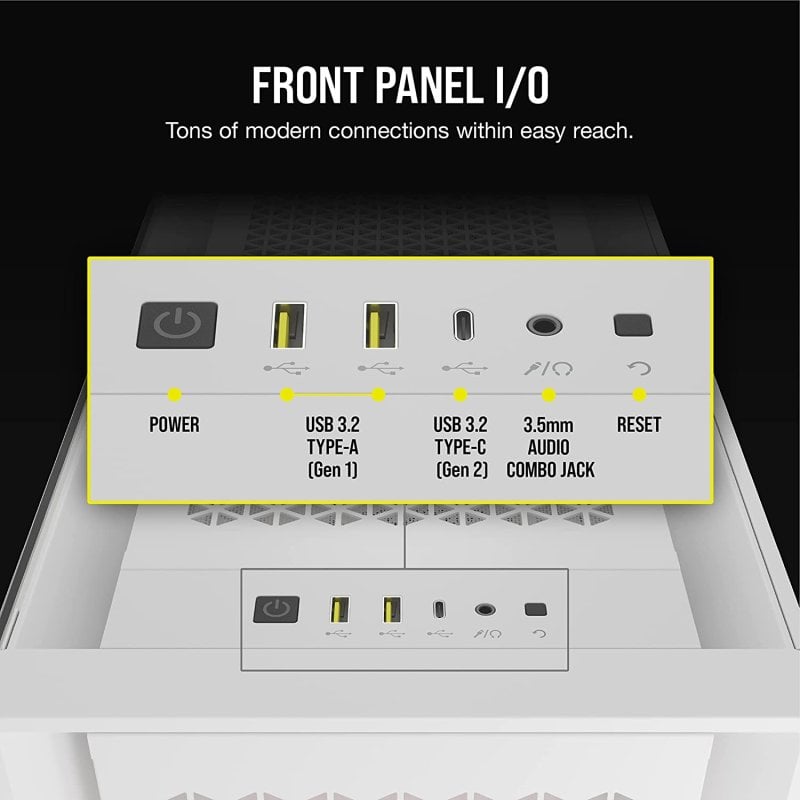 FRONT PANEL I/O
Tons of modern connections within easy reach.
POWER
USB 3.2
TYPE-A
(Gen 1)
USB 3.2
TYPE-C
(Gen 2)
3.5mm
AUDIO
COMBO JACK
RESET